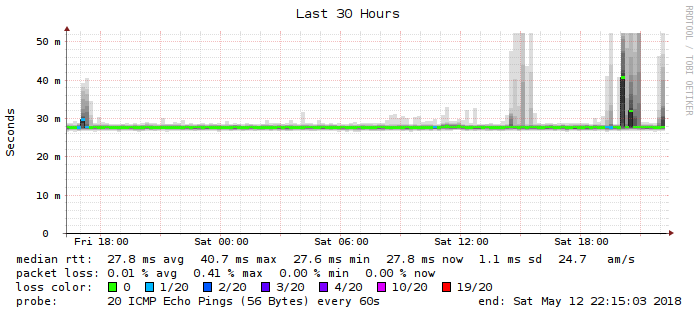 Last 30 Hours
RRDTOOL / TOBI OETIKER
Seconds
50 m
40 m
30 m
20 m
10 m
0
Fri 18:00 Sat 00:00 Sat 06:00 Sat 12:00 Sat 18:00
median rtt: 27.8 ms avg 40.7 ms max 27.6 ms min 27.8 ms now 1.1 ms sd 24.7 am/s
packet loss: 0.01 % avg 0.41 % max 0.00 % min 0.00 % now
loss color: 0 1/20 2/20 3/20 4/20 10/20 19/20
probe: 20 ICMP Echo Pings (56 Bytes) every 60s end: Sat May 12 22:15:03 2018